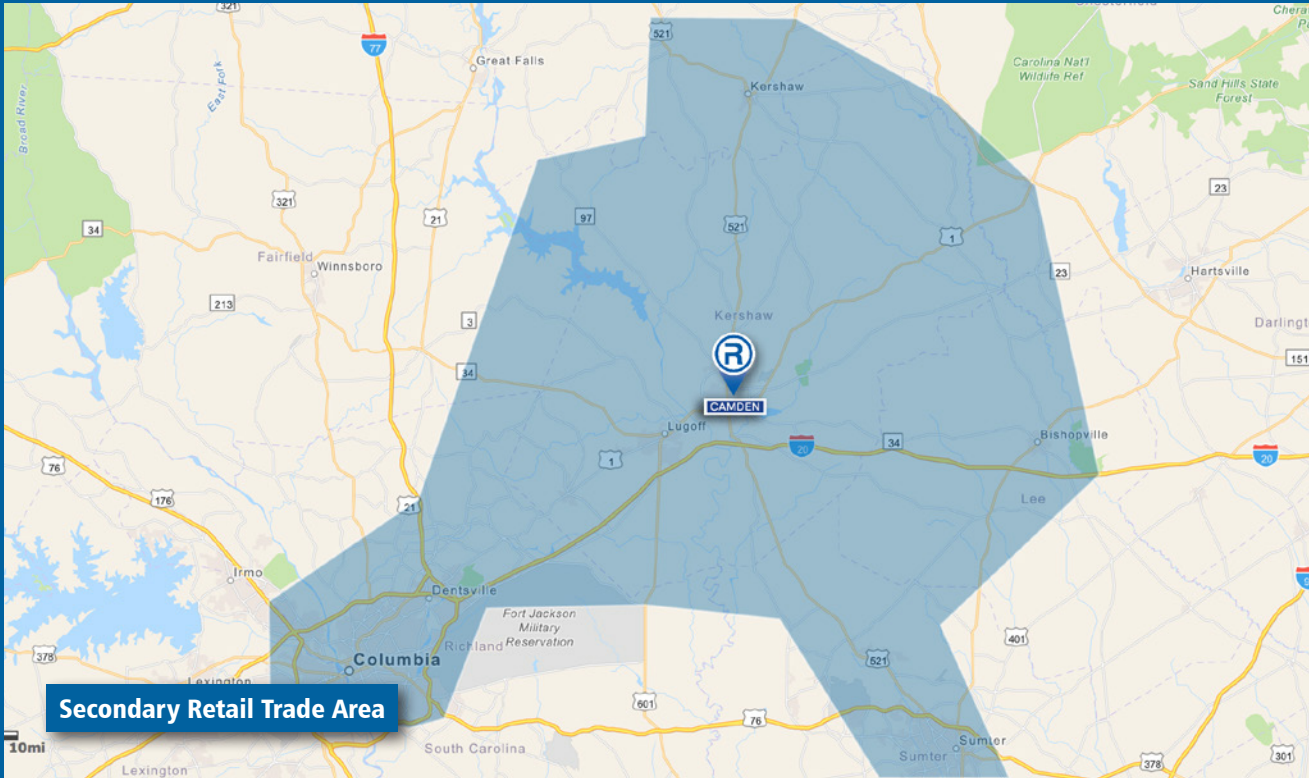 Chesterfield
521
77
Great Falls
Kershaw
Carolina Nat'l
Wildlife Ref
Sand Hills State
Forest
Broad River
East Fork
321
21
97
521
23
34
1
Fairfield
Winnsboro
23
Hartsville
213
3
Kershaw
Darlingt
151
34
R
CAMDEN
Lugoff
20
34
Bishopville
20
76
1
176
21
Lee
Irmo
Dentsville
Fort Jackson
Military
Reservation
Richland
401
378
Columbia
521
Lexington
Secondary Retail Trade Area
601
76
10mi
South Carolina
Sumter
Sumter
378
301
Lexington